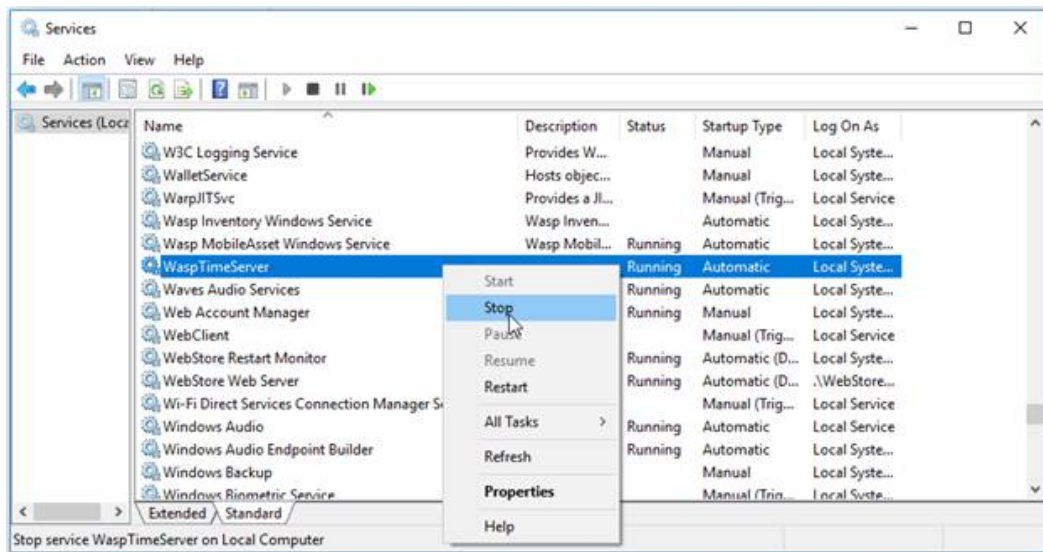 Services
File Action View Help
Services (Loca
Name Description Status Startup Type Log On As
W3C Logging Service Provides W... Manual Local Syste...
WalletService Hosts objec... Manual Local Syste...
WarpJITSvc Provides a JI... Manual (Trig... Local Service
Wasp Inventory Windows Service Wasp Inven... Automatic Local Syste...
Wasp MobileAsset Windows Service Wasp Mobil... Running Automatic Local Syste...
WaspTimeServer Running Automatic Local Syste...
Waves Audio Services Running Automatic Local Syste...
Web Account Manager Running Manual Local Syste...
WebClient Manual (Trig... Local Service
WebStore Restart Monitor Running Automatic (D... Local Syste...
WebStore Web Server Running Automatic (D... .\WebStore...
Wi-Fi Direct Services Connection Manager Se Manual (Trig... Local Service
Windows Audio Running Automatic Local Service
Windows Audio Endpoint Builder Running Automatic Local Syste...
Windows Backup Manual Local Syste...
Windows Biometric Service Manual (Trig... Local Syste...
Start
Stop
Pause
Resume
Restart
All Tasks >
Refresh
Properties
Help
Extended Standard
Stop service WaspTimeServer on Local Computer